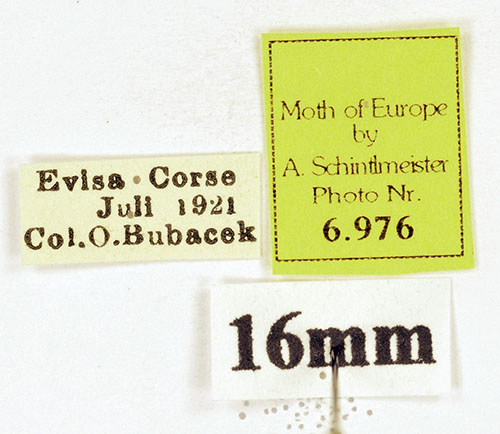 Evisa Corse
Juli 1921
Col.O.Bubacek
Moth of Europe
by
A. Schintlmeister
Photo Nr.
6.976
16mm